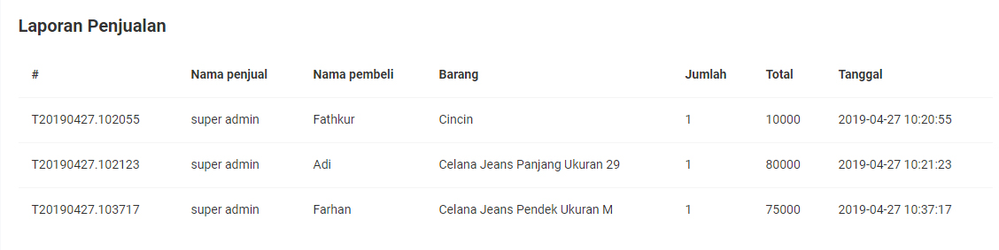 Laporan Penjualan
# Nama penjual Nama pembeli Barang Jumlah Total Tanggal
T20190427.102055 super admin Fathkur Cincin 1 10000 2019-04-27 10:20:55
T20190427.102123 super admin Adi Celana Jeans Panjang Ukuran 29 1 80000 2019-04-27 10:21:23
T20190427.103717 super admin Farhan Celana Jeans Pendek Ukuran M 1 75000 2019-04-27 10:37:17